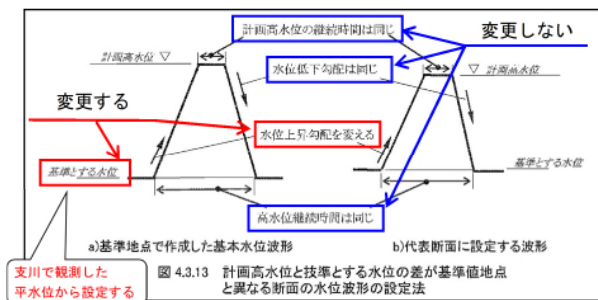 計画高水位の継続時間は同じ
変更しない
計画高水位 ▽
水位低下勾配は同じ
▽ 計画高水位
変更する
水位上昇勾配を変える
基準とする水位
基準とする水位
高水位継続時間は同じ
a)基準地点で作成した基本水位波形
b)代表断面に設定する波形
支川で観測した
平水位から設定する
図 4.3.13 計画高水位と技準とする水位の差が基準値地点
と異なる断面の水位波形の設定法